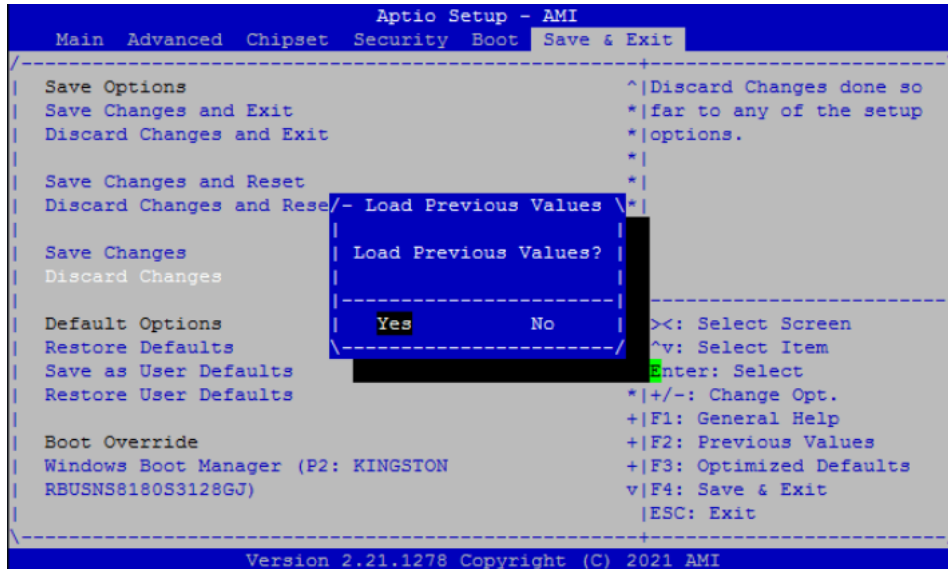 Aptio Setup - AMI
Main Advanced Chipset Security Boot Save & Exit
/----------------------------------------------------+------------------------\
| Save Options ^|Discard Changes done so
| Save Changes and Exit *|far to any of the setup
| Discard Changes and Exit *|options.
| *|
| Save Changes and Reset *|
| Discard Changes and Rese/- Load Previous Values \*|
| | |
| Save Changes | Load Previous Values? |
| Discard Changes | |
| |-----------------------|------------------------
| Default Options | Yes No |><: Select Screen
| Restore Defaults \-----------------------/^v: Select Item
| Save as User Defaults Enter: Select
| Restore User Defaults *|+/-: Change Opt.
| +|F1: General Help
| Boot Override +|F2: Previous Values
| Windows Boot Manager (P2: KINGSTON +|F3: Optimized Defaults
| RBUSNS8180S3128GJ) v|F4: Save & Exit
| |ESC: Exit
\----------------------------------------------------+------------------------
Version 2.21.1278 Copyright (C) 2021 AMI